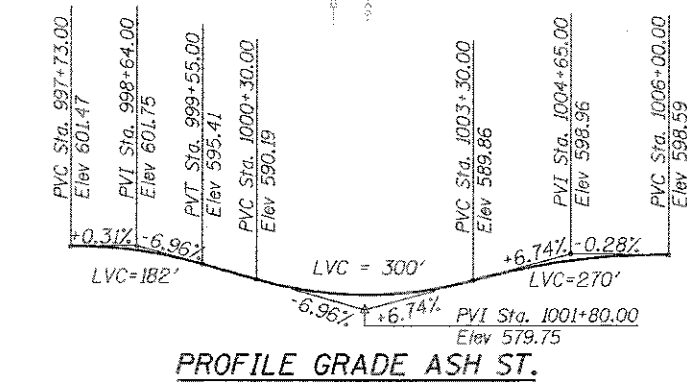 PVC Sta. 997+73.00
Elev 601.47
PVI Sta. 998+64.00
Elev 601.75
PVT Sta. 999+55.00
Elev 595.41
PVC Sta. 1000+30.00
Elev 590.19
PVC Sta. 1003+30.00
Elev 589.86
PVI Sta. 1004+65.00
Elev 598.96
PVC Sta. 1006+00.00
Elev 598.59
+0.31%
-6.96%
LVC=182'
LVC = 300'
+6.74%
-0.28%
LVC=270'
-6.96%
+6.74%
PVI Sta. 1001+80.00
Elev 579.75
PROFILE GRADE ASH ST.